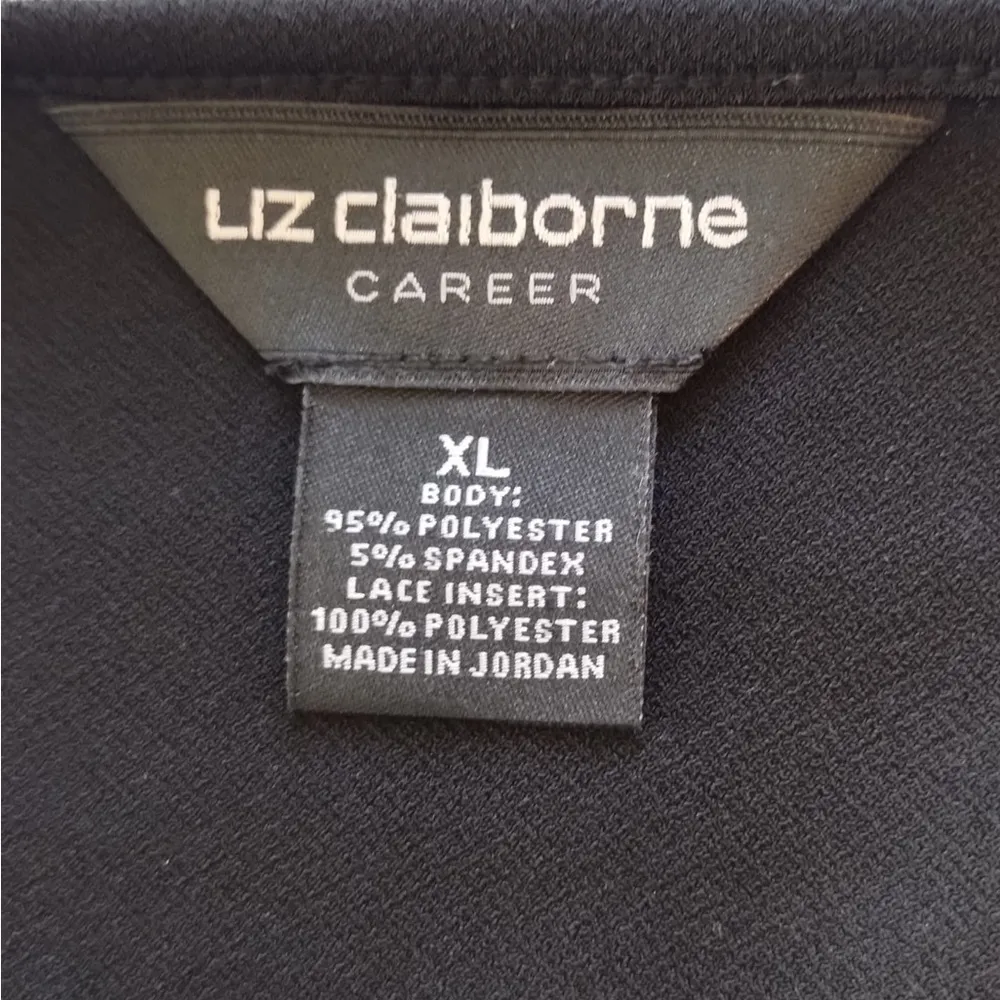 LIZ claiborne
CAREER
XL
BODY:
95% POLYESTER
5% SPANDEX
LACE INSERT:
100% POLYESTER
MADE IN JORDAN